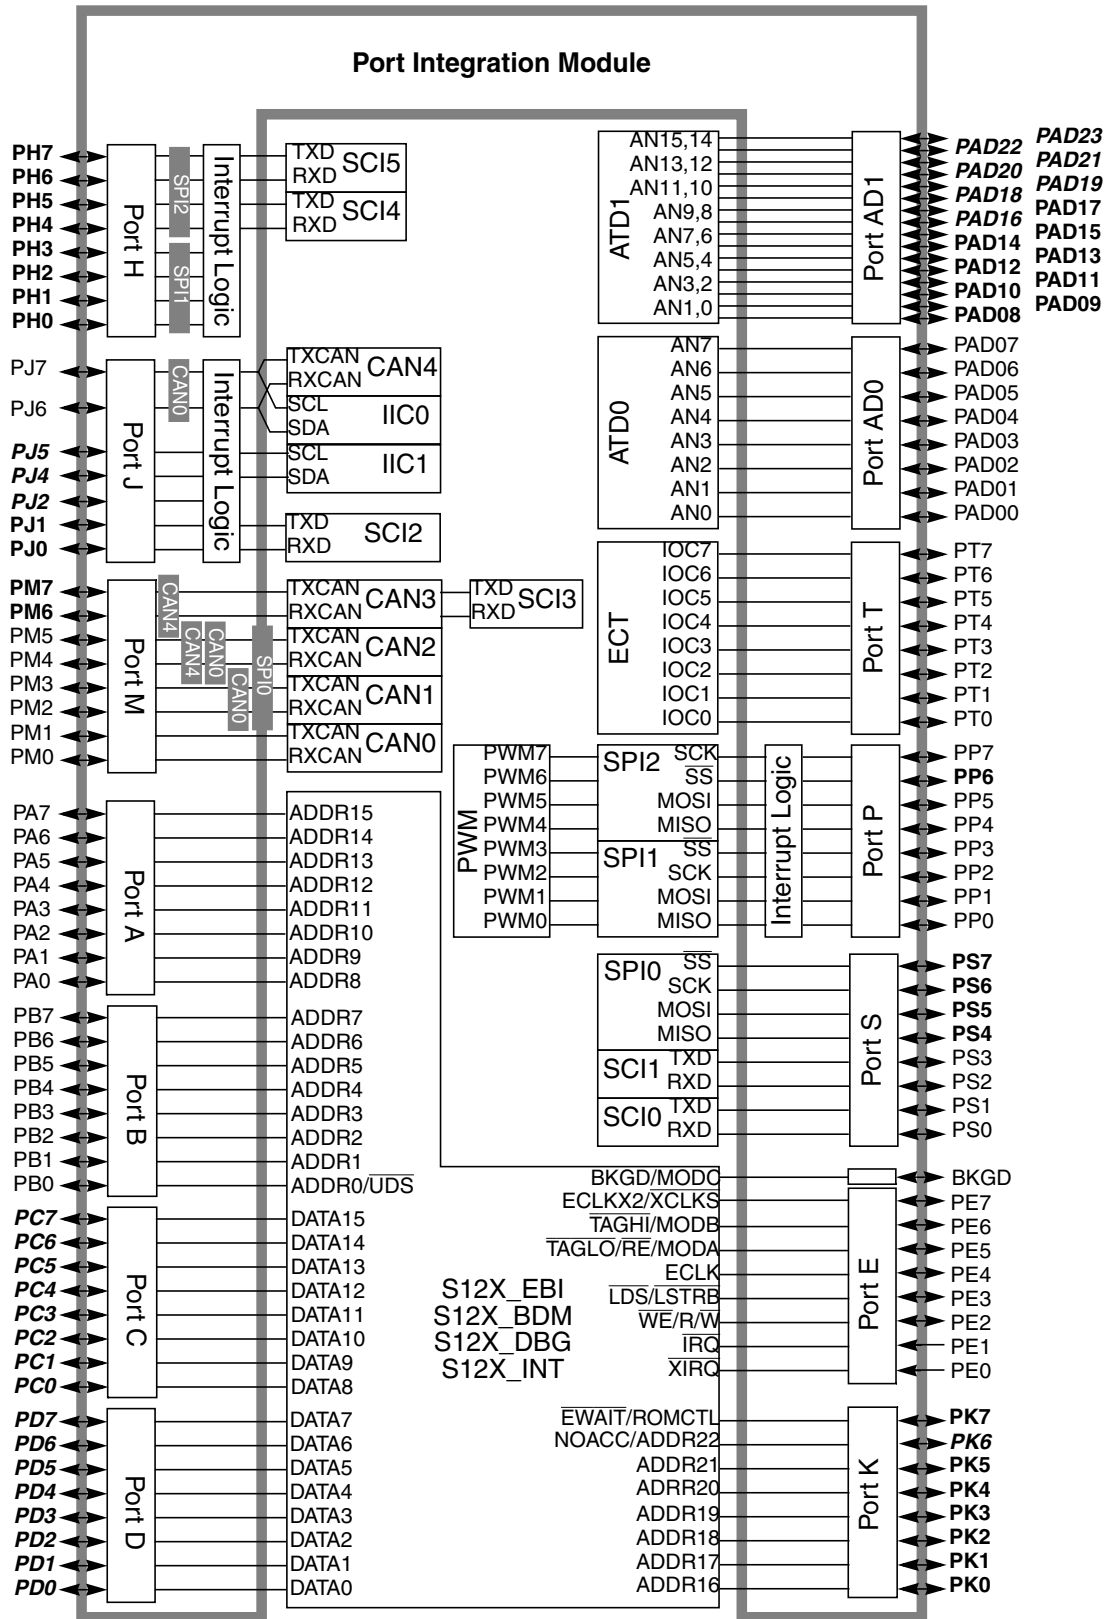 Port Integration Module
PH7
PH6
PH5
PH4
PH3
PH2
PH1
PH0
Port H
SPI2
SPI1
Interrupt Logic
TXD
RXD
SCI5
TXD
RXD
SCI4
PJ7
PJ6
PJ5
PJ4
PJ2
PJ1
PJ0
Port J
CAN0
Interrupt Logic
TXCAN
RXCAN
CAN4
SCL
SDA
IIC0
SCL
SDA
IIC1
TXD
RXD
SCI2
PM7
PM6
PM5
PM4
PM3
PM2
PM1
PM0
Port M
CAN4
CAN4
CAN0
CAN0
SPI0
TXCAN
RXCAN
CAN3
TXD
RXD
SCI3
TXCAN
RXCAN
CAN2
TXCAN
RXCAN
CAN1
TXCAN
RXCAN
CAN0
PA7
PA6
PA5
PA4
PA3
PA2
PA1
PA0
Port A
ADDR15
ADDR14
ADDR13
ADDR12
ADDR11
ADDR10
ADDR9
ADDR8
PB7
PB6
PB5
PB4
PB3
PB2
PB1
PB0
Port B
ADDR7
ADDR6
ADDR5
ADDR4
ADDR3
ADDR2
ADDR1
ADDR0/UDS
PC7
PC6
PC5
PC4
PC3
PC2
PC1
PC0
Port C
DATA15
DATA14
DATA13
DATA12
DATA11
DATA10
DATA9
DATA8
PD7
PD6
PD5
PD4
PD3
PD2
PD1
PD0
Port D
DATA7
DATA6
DATA5
DATA4
DATA3
DATA2
DATA1
DATA0
S12X_EBI
S12X_BDM
S12X_DBG
S12X_INT
ATD1
AN15,14
AN13,12
AN11,10
AN9,8
AN7,6
AN5,4
AN3,2
AN1,0
Port AD1
PAD23
PAD22
PAD21
PAD20
PAD19
PAD18
PAD17
PAD16
PAD15
PAD14
PAD13
PAD12
PAD11
PAD10
PAD09
PAD08
ATD0
AN7
AN6
AN5
AN4
AN3
AN2
AN1
AN0
Port AD0
PAD07
PAD06
PAD05
PAD04
PAD03
PAD02
PAD01
PAD00
ECT
IOC7
IOC6
IOC5
IOC4
IOC3
IOC2
IOC1
IOC0
Port T
PT7
PT6
PT5
PT4
PT3
PT2
PT1
PT0
PWM
PWM7
PWM6
PWM5
PWM4
PWM3
PWM2
PWM1
PWM0
SPI2
SCK
SS
MOSI
MISO
SPI1
SS
SCK
MOSI
MISO
Interrupt Logic
Port P
PP7
PP6
PP5
PP4
PP3
PP2
PP1
PP0
SPI0
SS
SCK
MOSI
MISO
SCI1
TXD
RXD
SCI0
TXD
RXD
Port S
PS7
PS6
PS5
PS4
PS3
PS2
PS1
PS0
BKGD/MODC
ECLKX2/XCLKS
TAGHI/MODB
TAGLO/RE/MODA
ECLK
LDS/LSTRB
WE/R/W
IRQ
XIRQ
Port E
BKGD
PE7
PE6
PE5
PE4
PE3
PE2
PE1
PE0
EWAIT/ROMCTL
NOACC/ADDR22
ADDR21
ADRR20
ADDR19
ADDR18
ADDR17
ADDR16
Port K
PK7
PK6
PK5
PK4
PK3
PK2
PK1
PK0